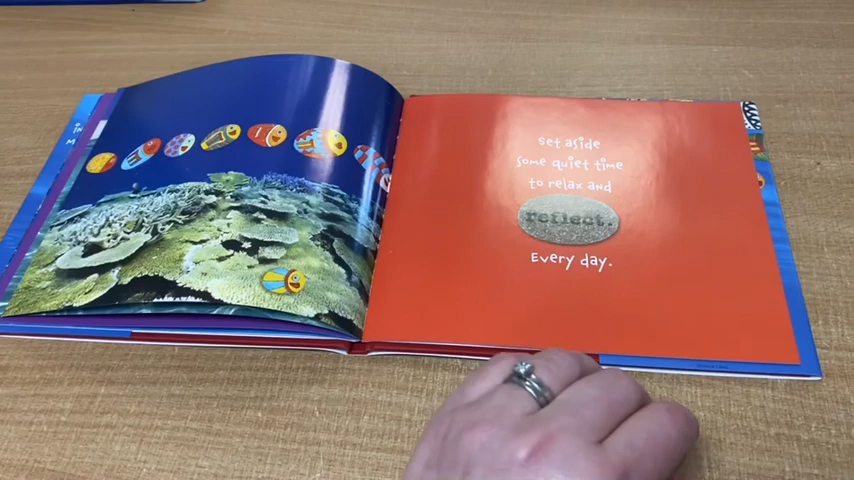 set aside
some quiet time
to relax and
reflect.
Every day.